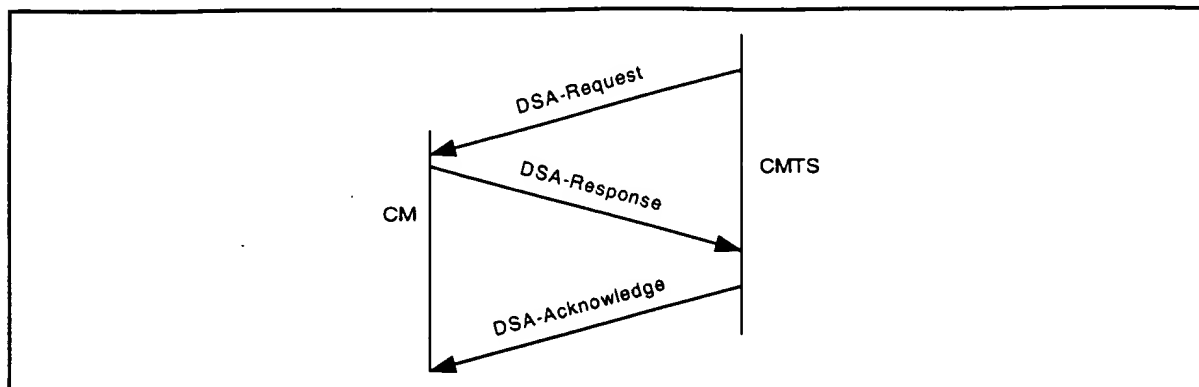 DSA-Request
DSA-Response
CMTS
CM
DSA-Acknowledge